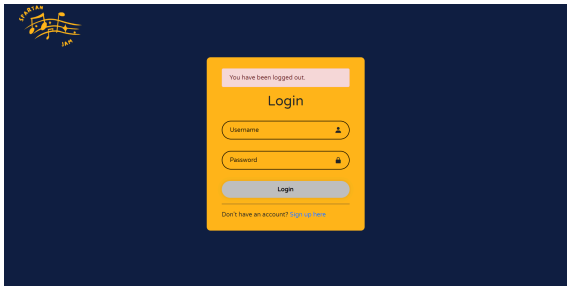 SPARTAN
JAM
You have been logged out.
Login
Username
Password
Login
Don't have an account? Sign up here